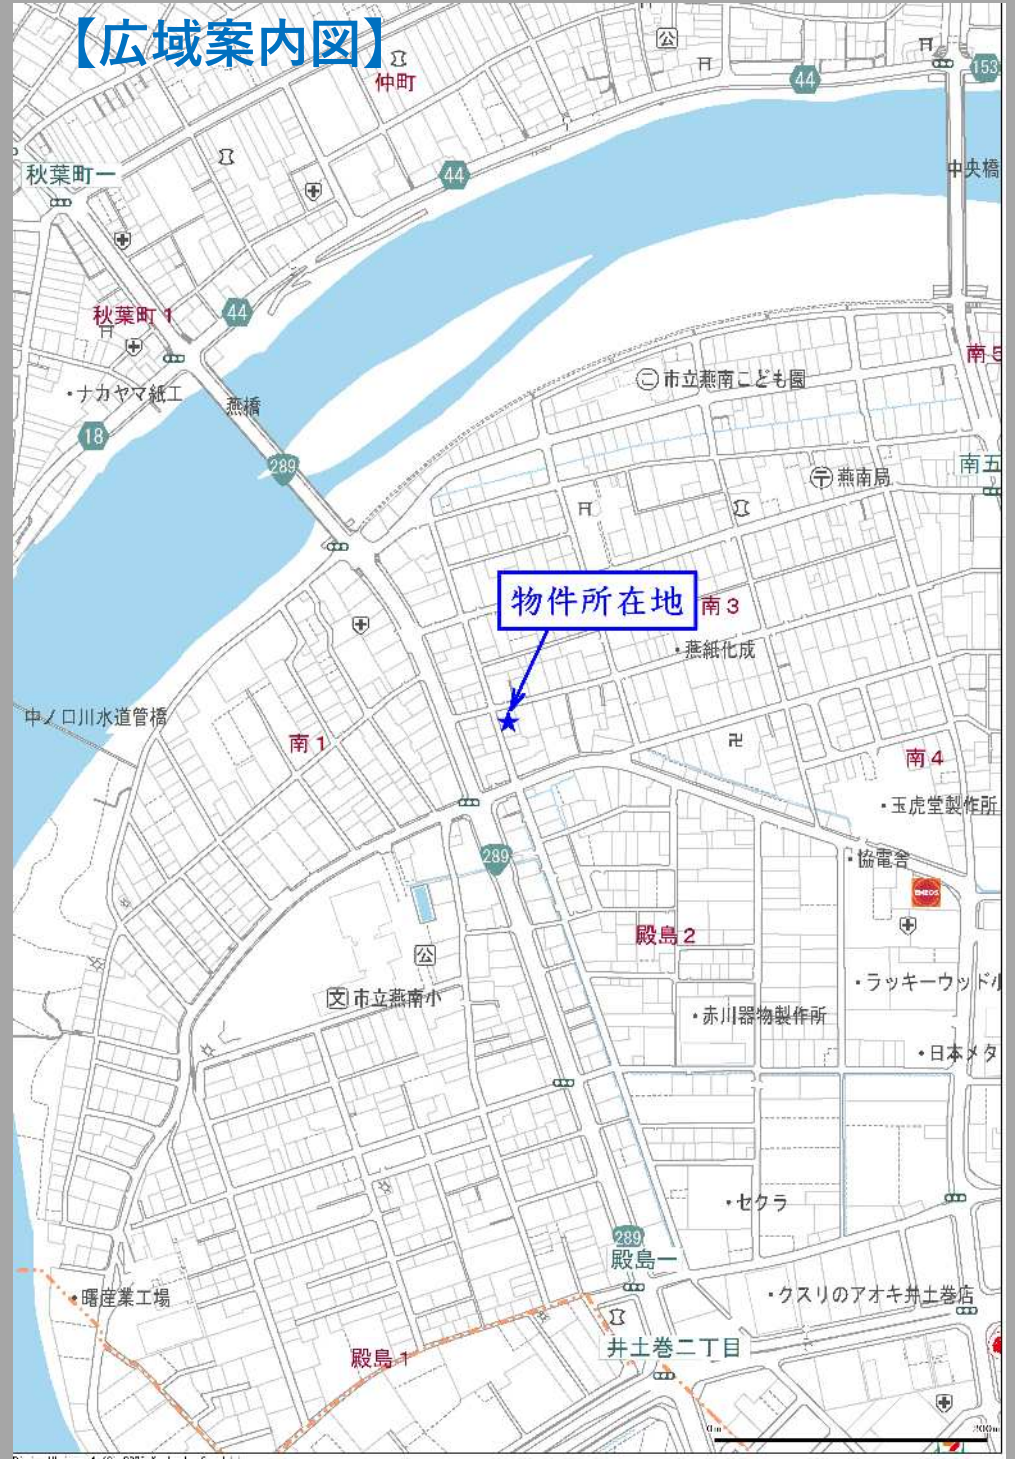 【広域案内図】
仲町
公
153
44
中央橋
秋葉町一
44
秋葉町1
44
南5
市立燕南こども園
・ナカヤマ紙工
燕橋
18
289
南五
燕南局
物件所在地
南3
・燕紙化成
中ノ口川水道管橋
南1
卍
南4
・玉虎堂製作所
289
・協電舎
ENEOS
殿島2
公
・ラッキーウッド
文市立燕南小
・赤川器物製作所
・日本メタ
・セクラ
289
殿島一
・曙産業工場
・クスリのアオキ井土巻店
井土巻二丁目
殿島1
0m
200m